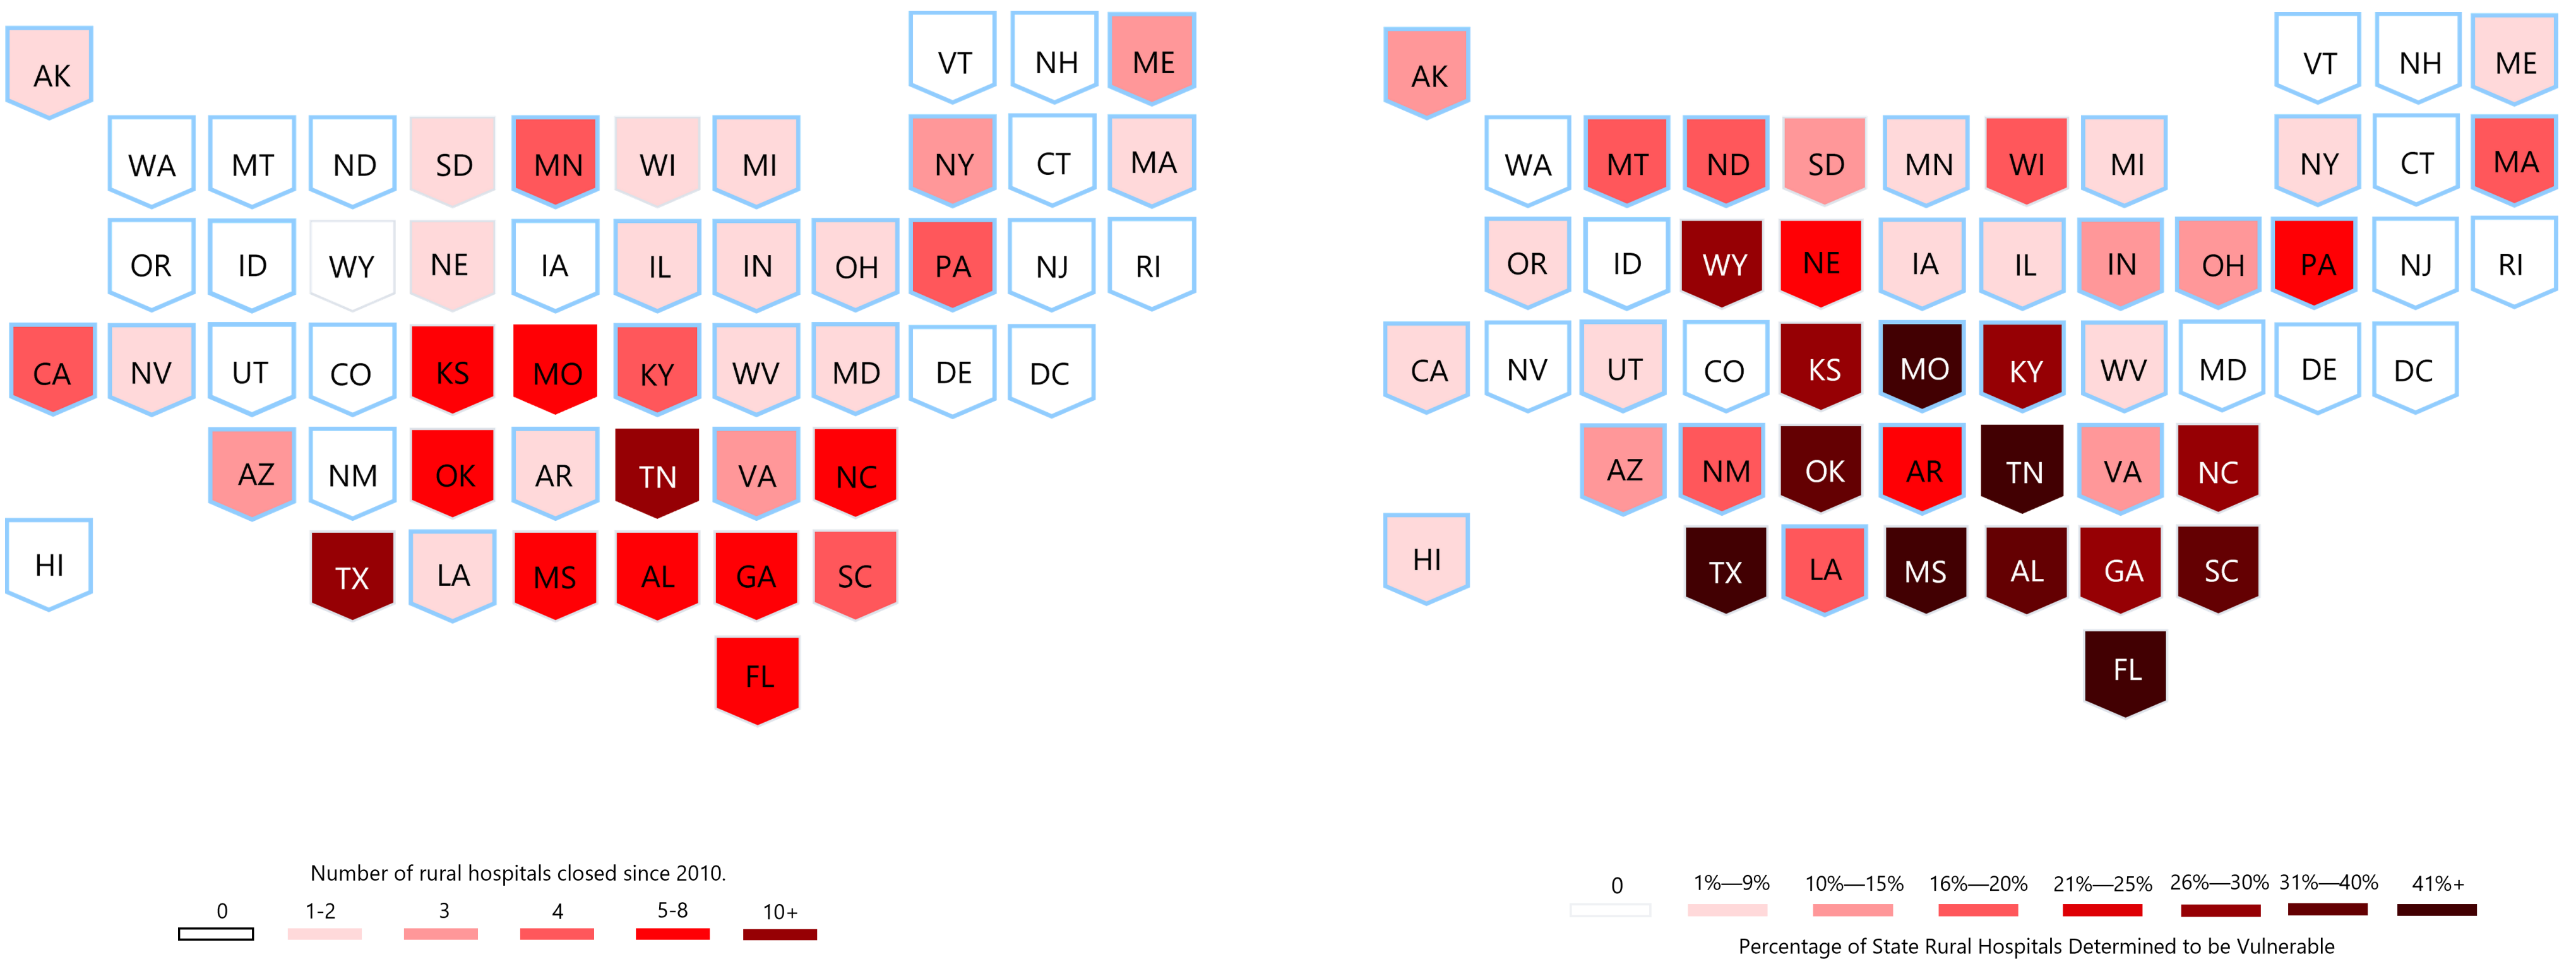 AK
VT
NH
ME
WA
MT
ND
SD
MN
WI
MI
NY
CT
MA
OR
ID
WY
NE
IA
IL
IN
OH
PA
NJ
RI
CA
NV
UT
CO
KS
MO
KY
WV
MD
DE
DC
AZ
NM
OK
AR
TN
VA
NC
HI
TX
LA
MS
AL
GA
SC
FL
Number of rural hospitals closed since 2010.
0 1-2 3 4 5-8 10+
AK
VT
NH
ME
WA
MT
ND
SD
MN
WI
MI
NY
CT
MA
OR
ID
WY
NE
IA
IL
IN
OH
PA
NJ
RI
CA
NV
UT
CO
KS
MO
KY
WV
MD
DE
DC
AZ
NM
OK
AR
TN
VA
NC
HI
TX
LA
MS
AL
GA
SC
FL
0 1%—9% 10%—15% 16%—20% 21%—25% 26%—30% 31%—40% 41%+
Percentage of State Rural Hospitals Determined to be Vulnerable